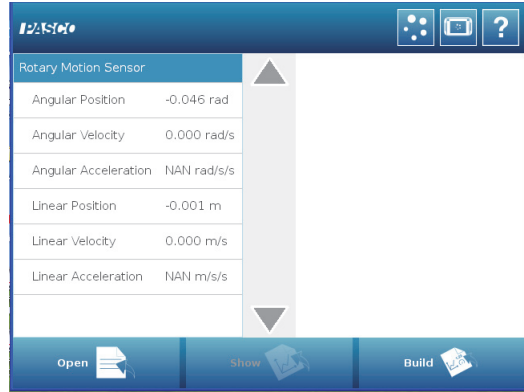 PASCO
?
Rotary Motion Sensor
Angular Position -0.046 rad
Angular Velocity 0.000 rad/s
Angular Acceleration NAN rad/s/s
Linear Position -0.001 m
Linear Velocity 0.000 m/s
Linear Acceleration NAN m/s/s
Open Show Build